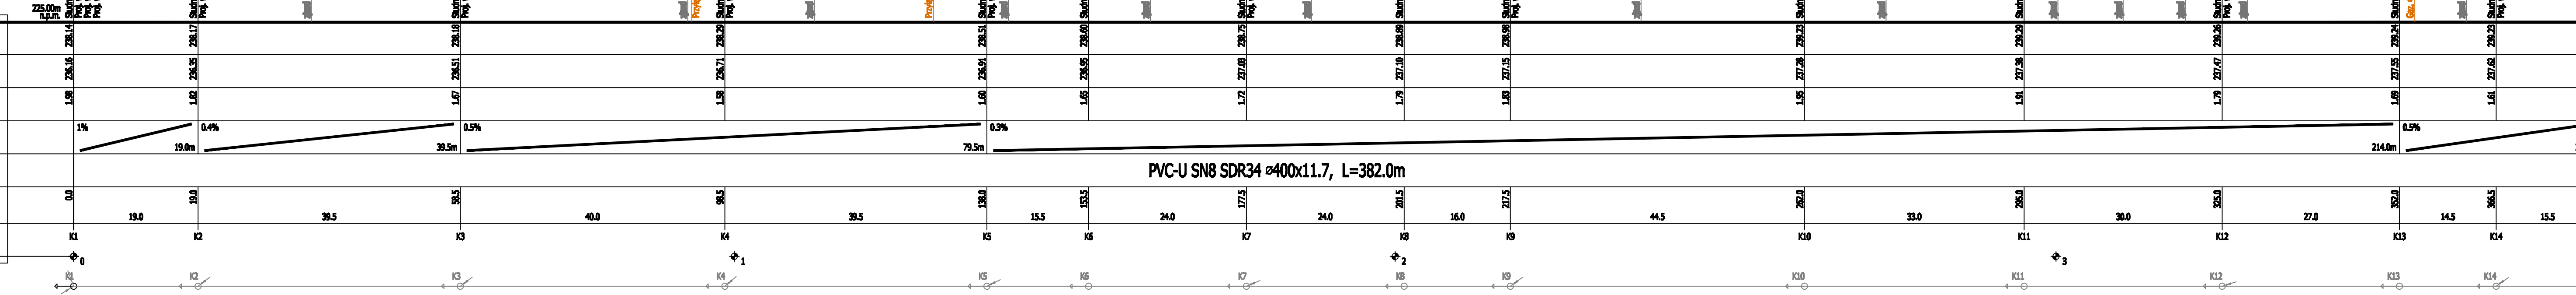 225.00m
n.p.m.
Proj. Proj. Proj. Proj. Proj. Proj. Proj. Proj. Proj. Proj.
238.14 238.17 238.18 238.29 238.51 238.60 238.75 238.89 238.98 239.23 239.29 239.26 239.24 239.23
236.16 236.35 236.51 236.71 236.91 236.95 237.03 237.10 237.15 237.28 237.38 237.47 237.55 237.62
1.98 1.82 1.67 1.58 1.60 1.65 1.72 1.79 1.83 1.95 1.91 1.79 1.69 1.61
1% 0.4% 0.5% 0.3% 0.5%
19.0m 39.5m 79.5m 214.0m
PVC-U SN8 SDR34 ⌀400x11.7, L=382.0m
0.0 19.0 58.5 98.5 138.0 153.5 177.5 201.5 217.5 262.0 295.0 325.0 352.0 366.5
19.0 39.5 40.0 39.5 15.5 24.0 24.0 16.0 44.5 33.0 30.0 27.0 14.5 15.5
K1 K2 K3 K4 K5 K6 K7 K8 K9 K10 K11 K12 K13 K14
0 1 2 3
K1 K2 K3 K4 K5 K6 K7 K8 K9 K10 K11 K12 K13 K14